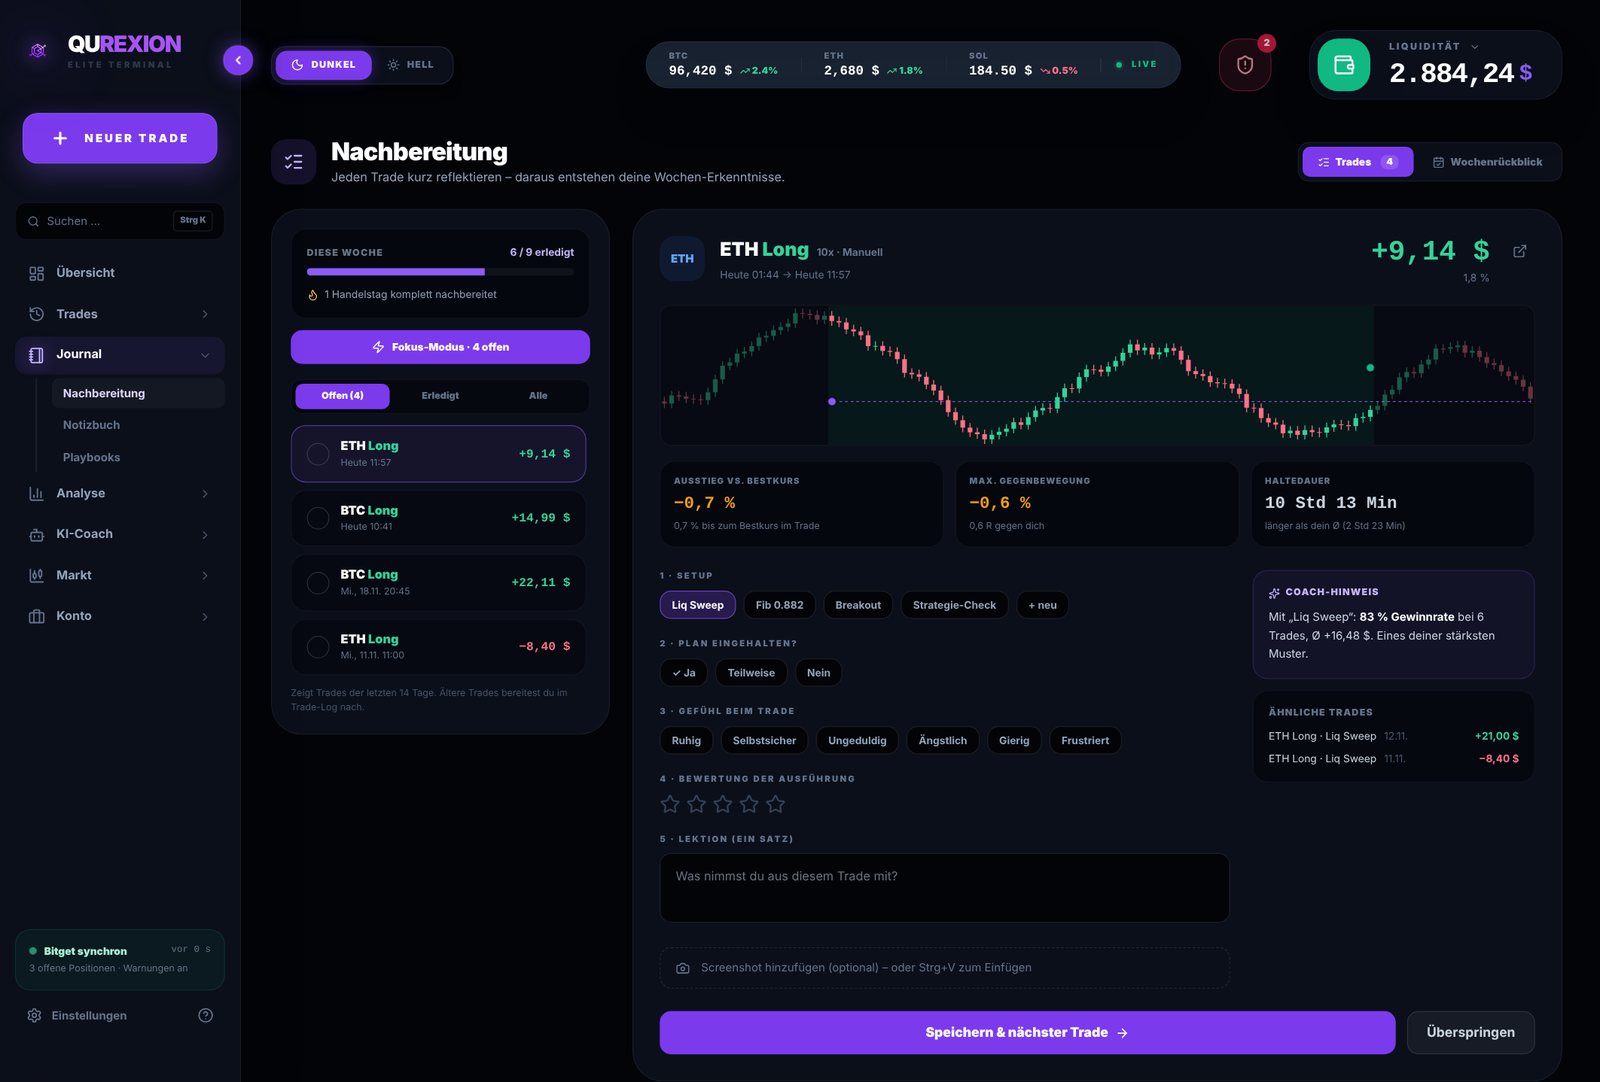 QUREXION
ELITE TERMINAL
NEUER TRADE
Suchen ...
Strg K
Übersicht
Trades
Journal
Nachbereitung
Notizbuch
Playbooks
Analyse
KI-Coach
Markt
Konto
Bitget synchron
vor 0 s
3 offene Positionen · Warnungen an
Einstellungen
DUNKEL
HELL
BTC
96,420 $ 2.4%
ETH
2,680 $ 1.8%
SOL
184.50 $ 0.5%
LIVE
2
LIQUIDITÄT
2.884,24 $
Nachbereitung
Jeden Trade kurz reflektieren – daraus entstehen deine Wochen-Erkenntnisse.
Trades 4
Wochenrückblick
DIESE WOCHE
6 / 9 erledigt
1 Handelstag komplett nachbereitet
Fokus-Modus · 4 offen
Offen (4)
Erledigt
Alle
ETH Long
Heute 11:57
+9,14 $
BTC Long
Heute 10:41
+14,99 $
BTC Long
Mi., 18.11. 20:45
+22,11 $
ETH Long
Mi., 11.11. 11:00
−8,40 $
Zeigt Trades der letzten 14 Tage. Ältere Trades bereitest du im
Trade-Log nach.
ETH
ETH Long 10x · Manuell
Heute 01:44 → Heute 11:57
+9,14 $
1,8 %
AUSSTIEG VS. BESTKURS
−0,7 %
0,7 % bis zum Bestkurs im Trade
MAX. GEGENBEWEGUNG
−0,6 %
0,6 R gegen dich
HALTEDAUER
10 Std 13 Min
länger als dein Ø (2 Std 23 Min)
1 · SETUP
Liq Sweep
Fib 0.882
Breakout
Strategie-Check
+ neu
2 · PLAN EINGEHALTEN?
✓ Ja
Teilweise
Nein
3 · GEFÜHL BEIM TRADE
Ruhig
Selbstsicher
Ungeduldig
Ängstlich
Gierig
Frustriert
4 · BEWERTUNG DER AUSFÜHRUNG
5 · LEKTION (EIN SATZ)
Was nimmst du aus diesem Trade mit?
Screenshot hinzufügen (optional) – oder Strg+V zum Einfügen
COACH-HINWEIS
Mit „Liq Sweep“: 83 % Gewinnrate bei 6
Trades, Ø +16,48 $. Eines deiner stärksten
Muster.
ÄHNLICHE TRADES
ETH Long · Liq Sweep 12.11. +21,00 $
ETH Long · Liq Sweep 11.11. −8,40 $
Speichern & nächster Trade →
Überspringen